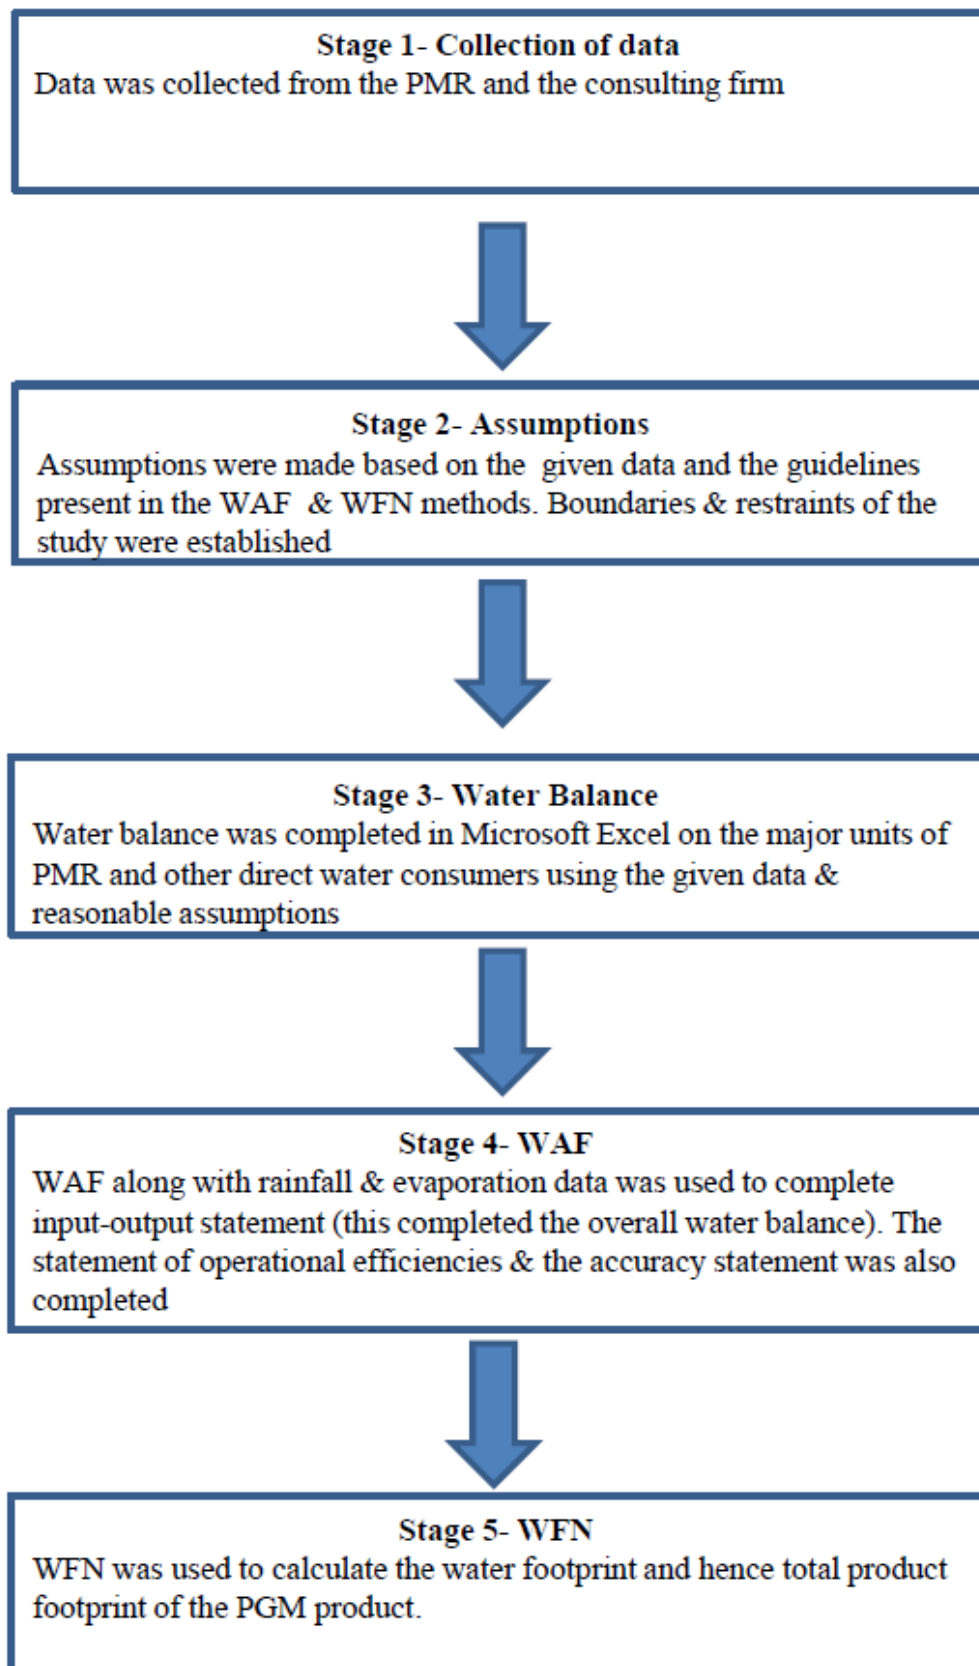 Stage 1- Collection of data
Data was collected from the PMR and the consulting firm
Stage 2- Assumptions
Assumptions were made based on the given data and the guidelines
present in the WAF & WFN methods. Boundaries & restraints of the
study were established
Stage 3- Water Balance
Water balance was completed in Microsoft Excel on the major units of
PMR and other direct water consumers using the given data &
reasonable assumptions
Stage 4- WAF
WAF along with rainfall & evaporation data was used to complete
input-output statement (this completed the overall water balance). The
statement of operational efficiencies & the accuracy statement was also
completed
Stage 5- WFN
WFN was used to calculate the water footprint and hence total product
footprint of the PGM product.